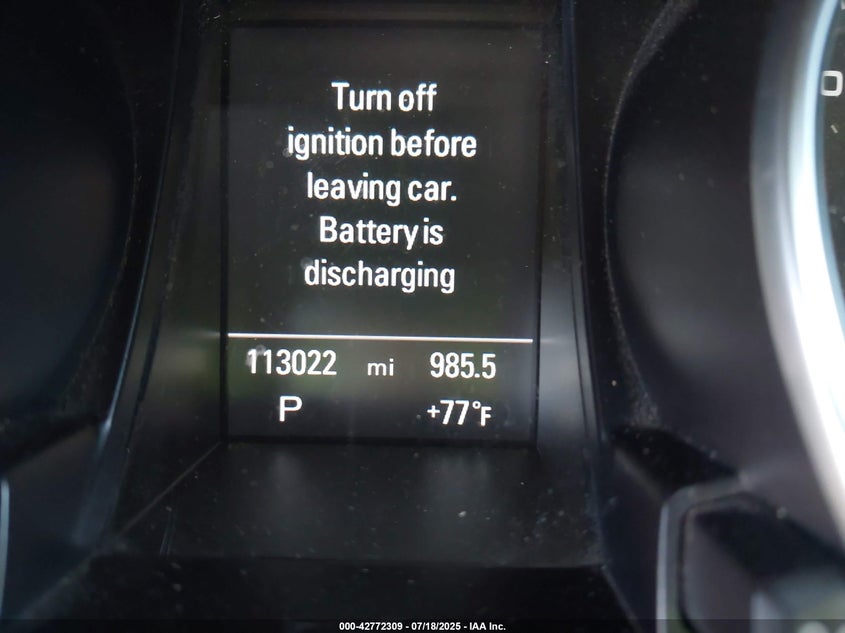 Turn off
ignition before
leaving car.
Battery is
discharging
113022 mi 985.5
P +77°F
0
000-42772309 - 07/18/2025 - IAA Inc.